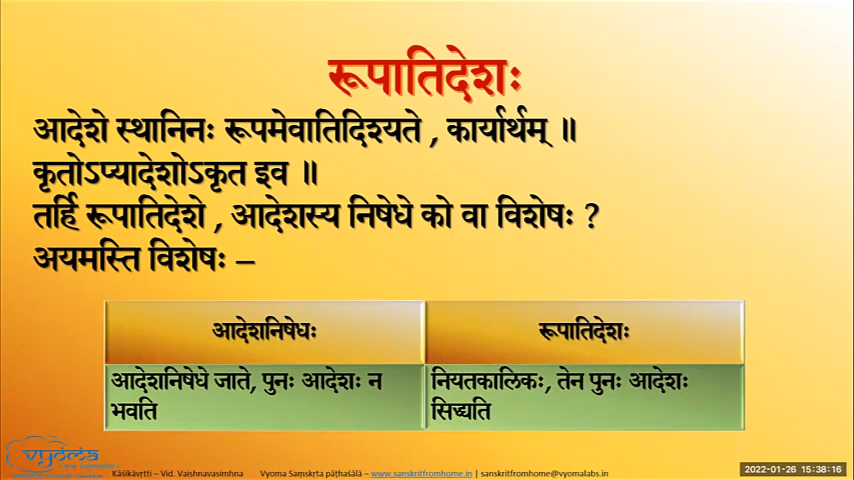 रूपातिदेशः
आदेशे स्थानिनः रूपमेवातिदिश्यते , कार्यार्थम् ॥
कृतोऽप्यादेशोऽकृत इव ॥
तर्हि रूपातिदेशे , आदेशस्य निषेधे को वा विशेषः ?
अयमस्ति विशेषः –
आदेशनिषेधः
रूपातिदेशः
आदेशनिषेधे जाते, पुनः आदेशः न
भवति
नियतकालिकः, तेन पुनः आदेशः
सिद्ध्यति
vyoma
Kāśikāvṛtti – Vid. Vaishnavasimhna Vyoma Saṃskṛta pāṭhaśālā – www.sanskritfromhome.in | sanskritfromhome@vyomalabs.in
2022-01-26 15:38:16